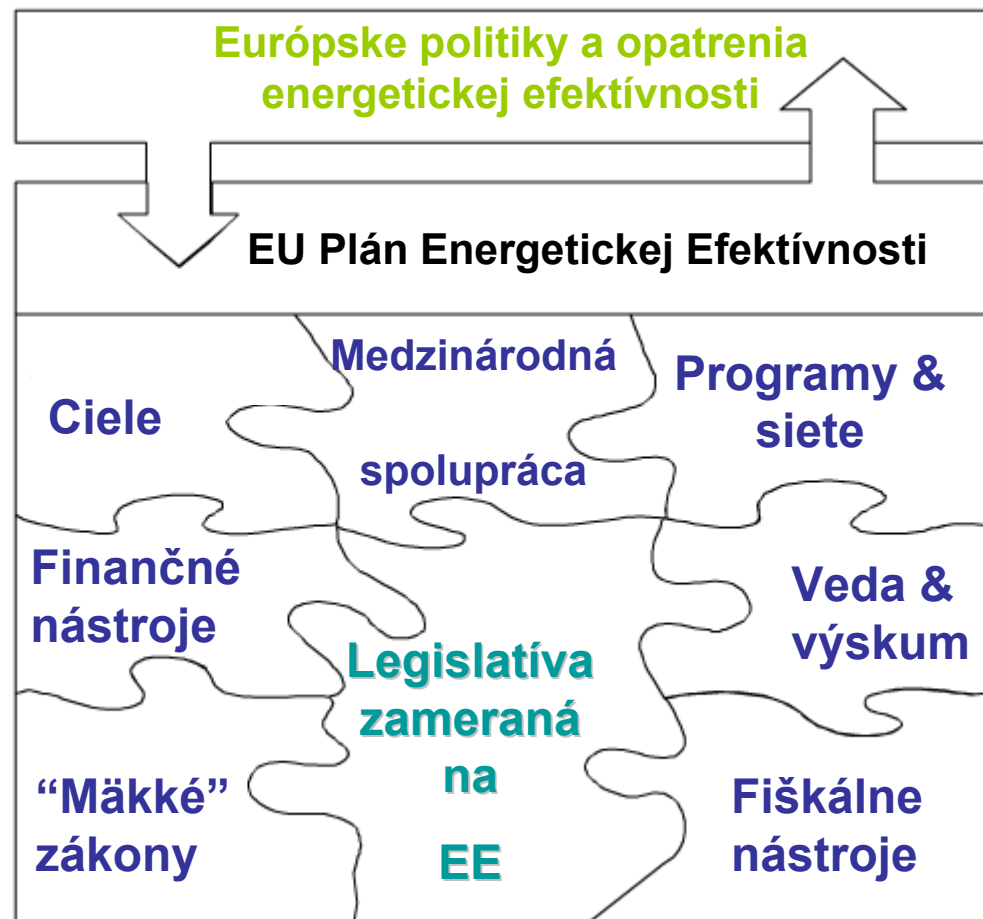 Európske politiky a opatrenia
energetickej efektívnosti
EU Plán Energetickej Efektívnosti
Ciele
Medzinárodná
spolupráca
Programy &
siete
Finančné
nástroje
Legislatíva
zameraná
na
EE
Veda &
výskum
“Mäkké”
zákony
Fiškálne
nástroje